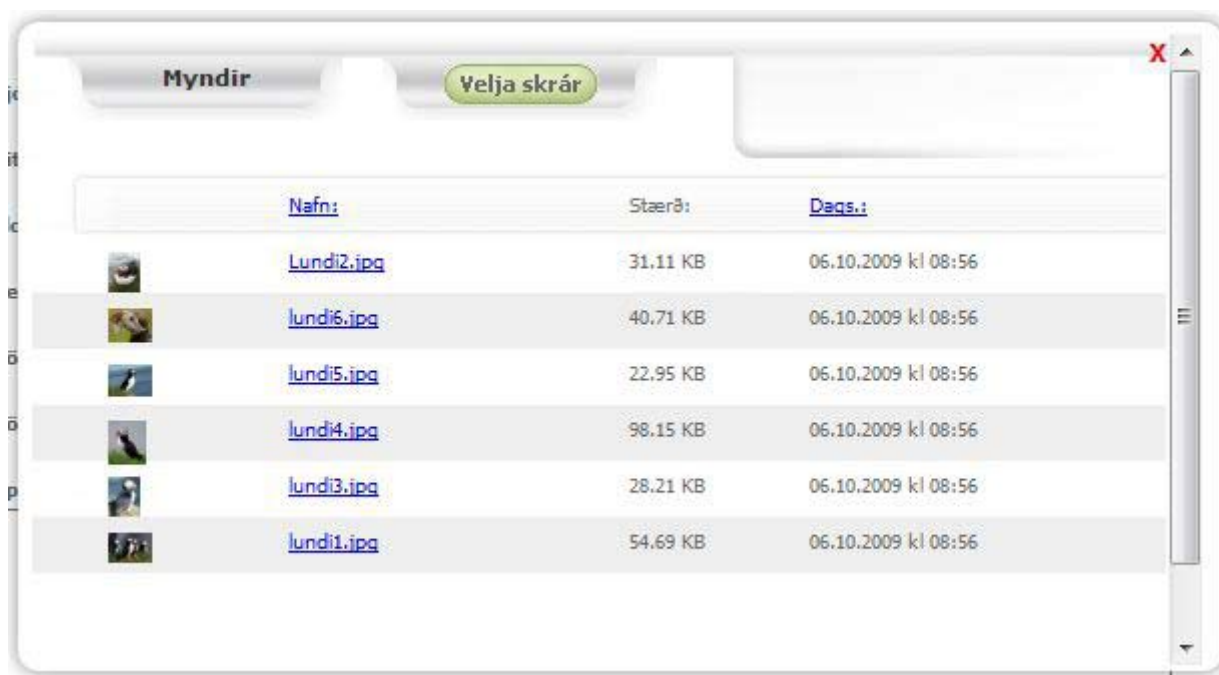 Myndir Velja skrár X
Nafn: Stærð: Dags.:
Lundi2.jpg 31.11 KB 06.10.2009 kl 08:56
lundi6.jpg 40.71 KB 06.10.2009 kl 08:56
lundi5.jpg 22.95 KB 06.10.2009 kl 08:56
lundi4.jpg 98.15 KB 06.10.2009 kl 08:56
lundi3.jpg 28.21 KB 06.10.2009 kl 08:56
lundi1.jpg 54.69 KB 06.10.2009 kl 08:56